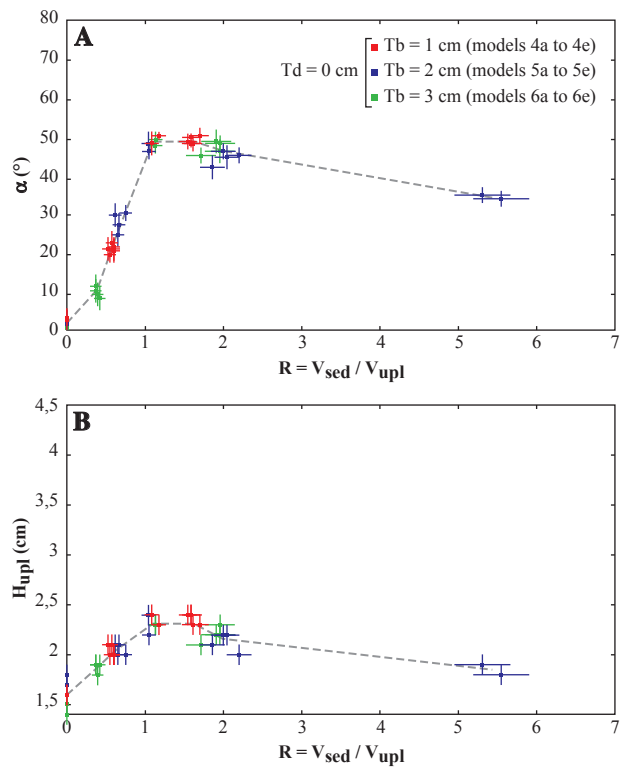 A
80
70
60
50
40
30
20
10
0
α (°)
Td = 0 cm
Tb = 1 cm (models 4a to 4e)
Tb = 2 cm (models 5a to 5e)
Tb = 3 cm (models 6a to 6e)
0 1 2 3 4 5 6 7
R = Vsed / Vupl
B
4,5
4
3,5
3
2,5
2
1,5
Hupl (cm)
0 1 2 3 4 5 6 7
R = Vsed / Vupl